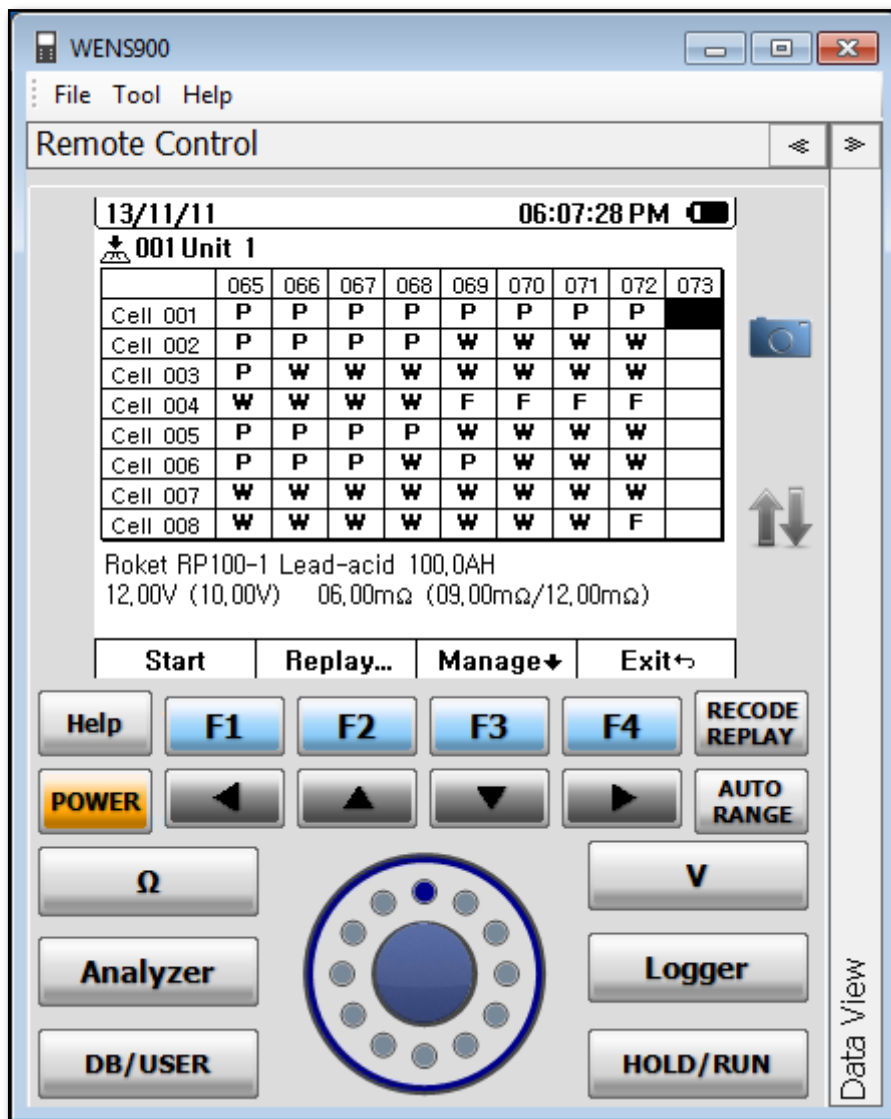 WENS900
File Tool Help
Remote Control
13/11/11 06:07:28 PM
001 Unit 1
065 066 067 068 069 070 071 072 073
Cell 001 P P P P P P P P
Cell 002 P P P P W W W W
Cell 003 P W W W W W W W
Cell 004 W W W W F F F F
Cell 005 P P P P W W W W
Cell 006 P P P W P W W W
Cell 007 W W W W W W W W
Cell 008 W W W W W W W F
Roket RP100-1 Lead-acid 100,0AH
12,00V (10,00V) 06,00mΩ (09,00mΩ/12,00mΩ)
Start Replay... Manage Exit
Help F1 F2 F3 F4 RECODE
REPLAY
POWER AUTO
RANGE
Ω V
Analyzer Logger
DB/USER HOLD/RUN
Data View